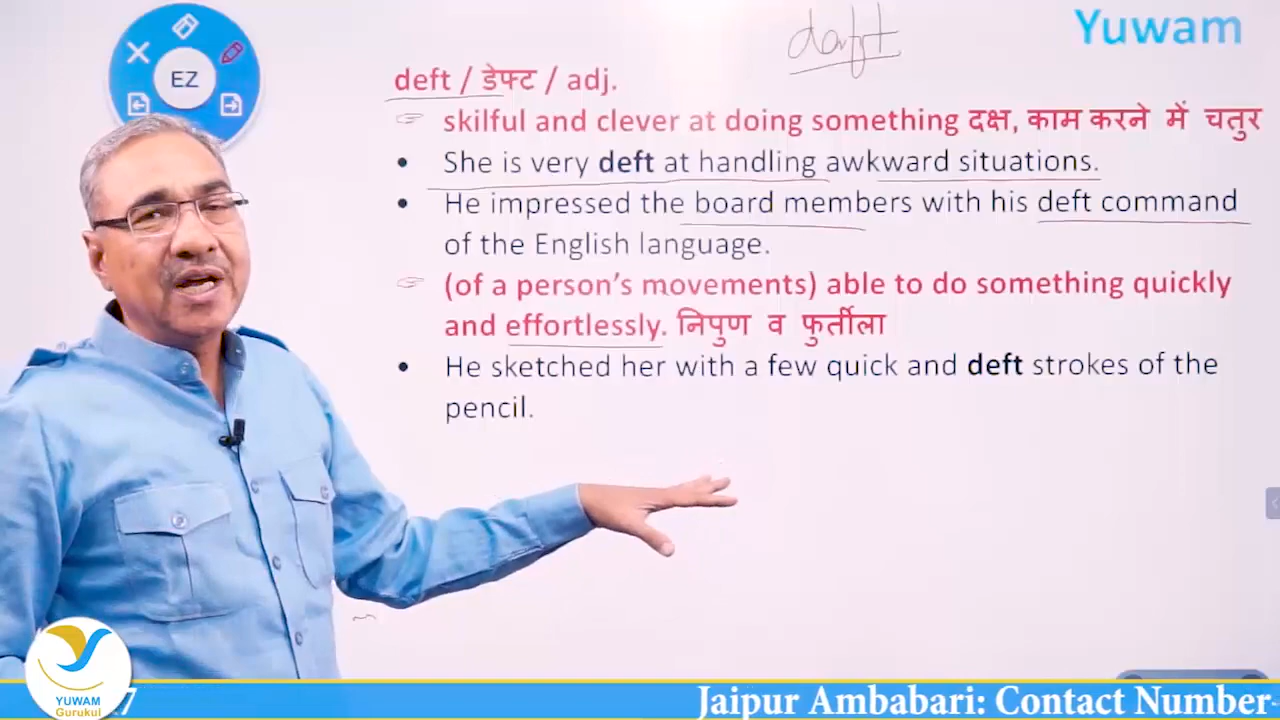 Yuwam
EZ
deft / डेफ्ट / adj.
☞ skilful and clever at doing something दक्ष, काम करने में चतुर
• She is very deft at handling awkward situations.
• He impressed the board members with his deft command
of the English language.
☞ (of a person’s movements) able to do something quickly
and effortlessly. निपुण व फुर्तीला
• He sketched her with a few quick and deft strokes of the
pencil.
YUWAM
Gurukul
7
Jaipur Ambabari: Contact Number-